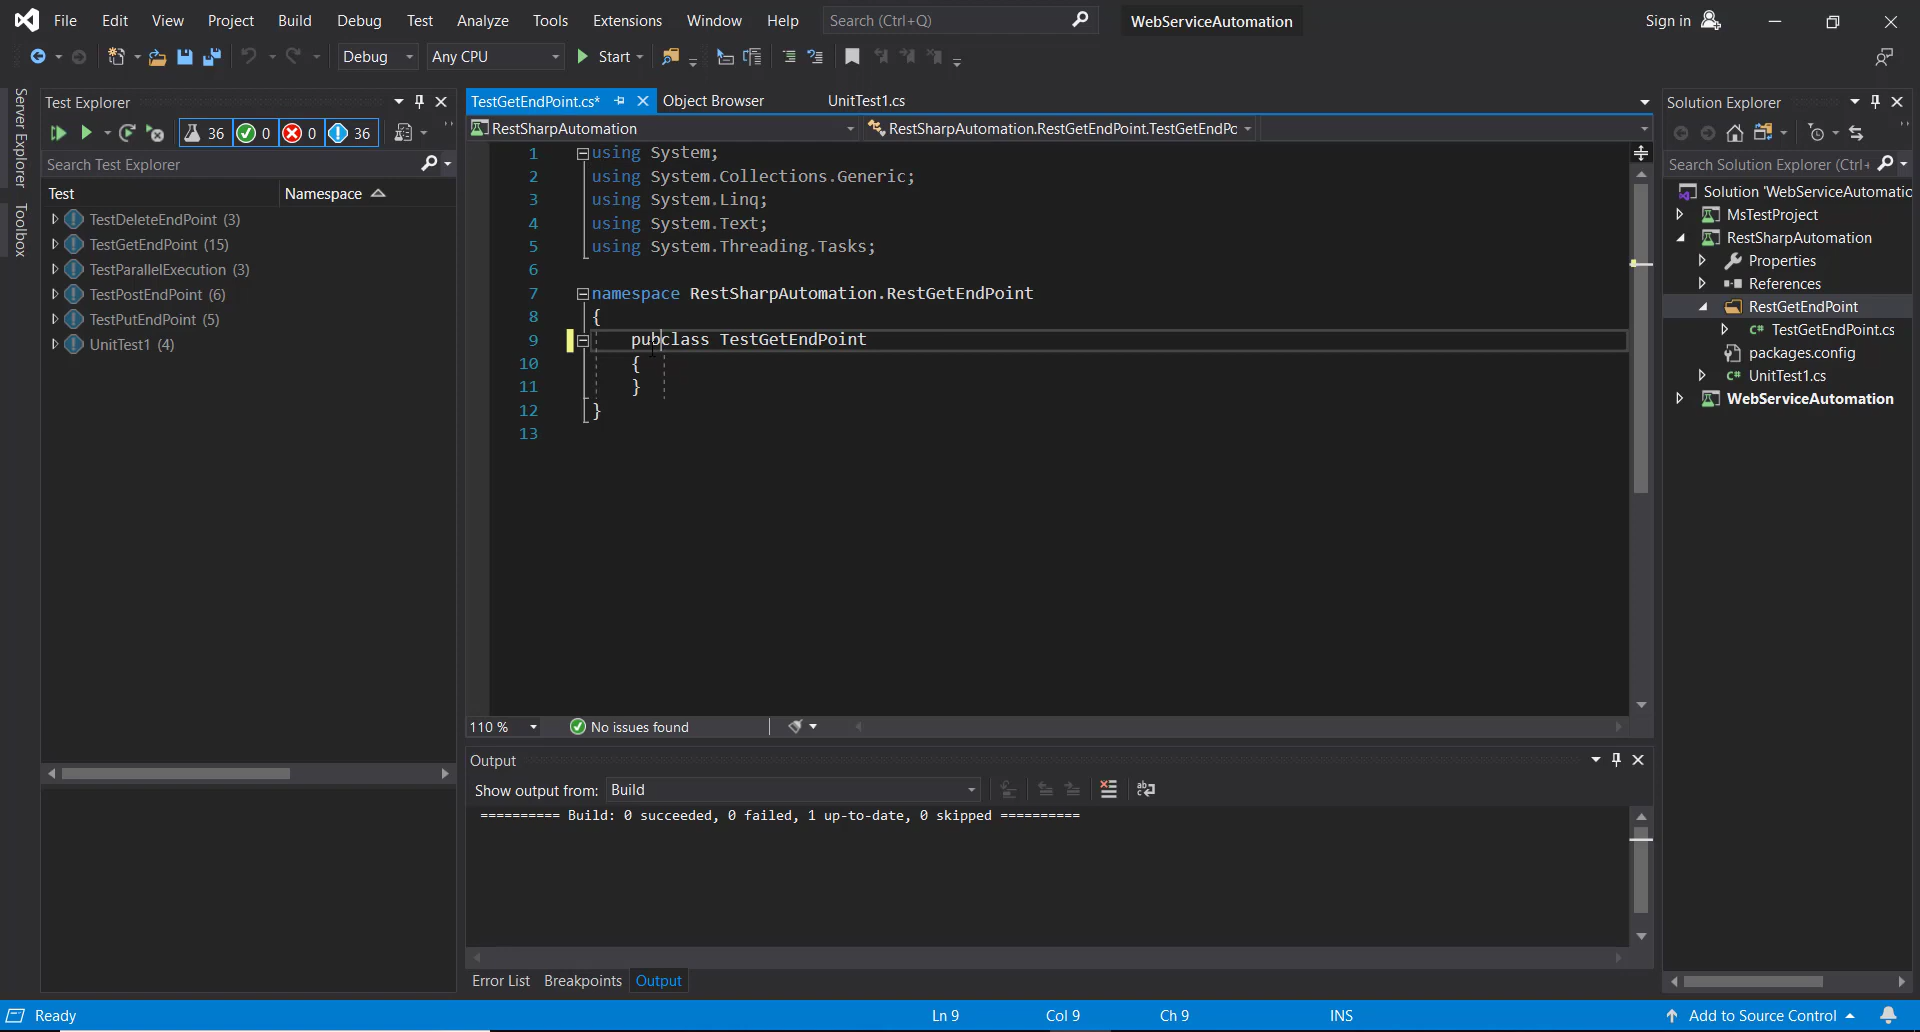 File Edit View Project Build Debug Test Analyze Tools Extensions Window Help Search (Ctrl+Q) WebServiceAutomation Sign in
Debug Any CPU Start
Server Explorer
Toolbox
Test Explorer
36 0 0 36
Search Test Explorer
Test Namespace
TestDeleteEndPoint (3)
TestGetEndPoint (15)
TestParallelExecution (3)
TestPostEndPoint (6)
TestPutEndPoint (5)
UnitTest1 (4)
TestGetEndPoint.cs* Object Browser UnitTest1.cs
RestSharpAutomation RestSharpAutomation.RestGetEndPoint.TestGetEndPc
1 using System;
2 using System.Collections.Generic;
3 using System.Linq;
4 using System.Text;
5 using System.Threading.Tasks;
6
7 namespace RestSharpAutomation.RestGetEndPoint
8 {
9 pubclass TestGetEndPoint
10 {
11 }
12 }
13
110 % No issues found
Output
Show output from: Build
========== Build: 0 succeeded, 0 failed, 1 up-to-date, 0 skipped ==========
Error List Breakpoints Output
Solution Explorer
Search Solution Explorer (Ctrl+
Solution 'WebServiceAutomatic
MsTestProject
RestSharpAutomation
Properties
References
RestGetEndPoint
C# TestGetEndPoint.cs
packages.config
C# UnitTest1.cs
WebServiceAutomation
Ready Ln 9 Col 9 Ch 9 INS Add to Source Control